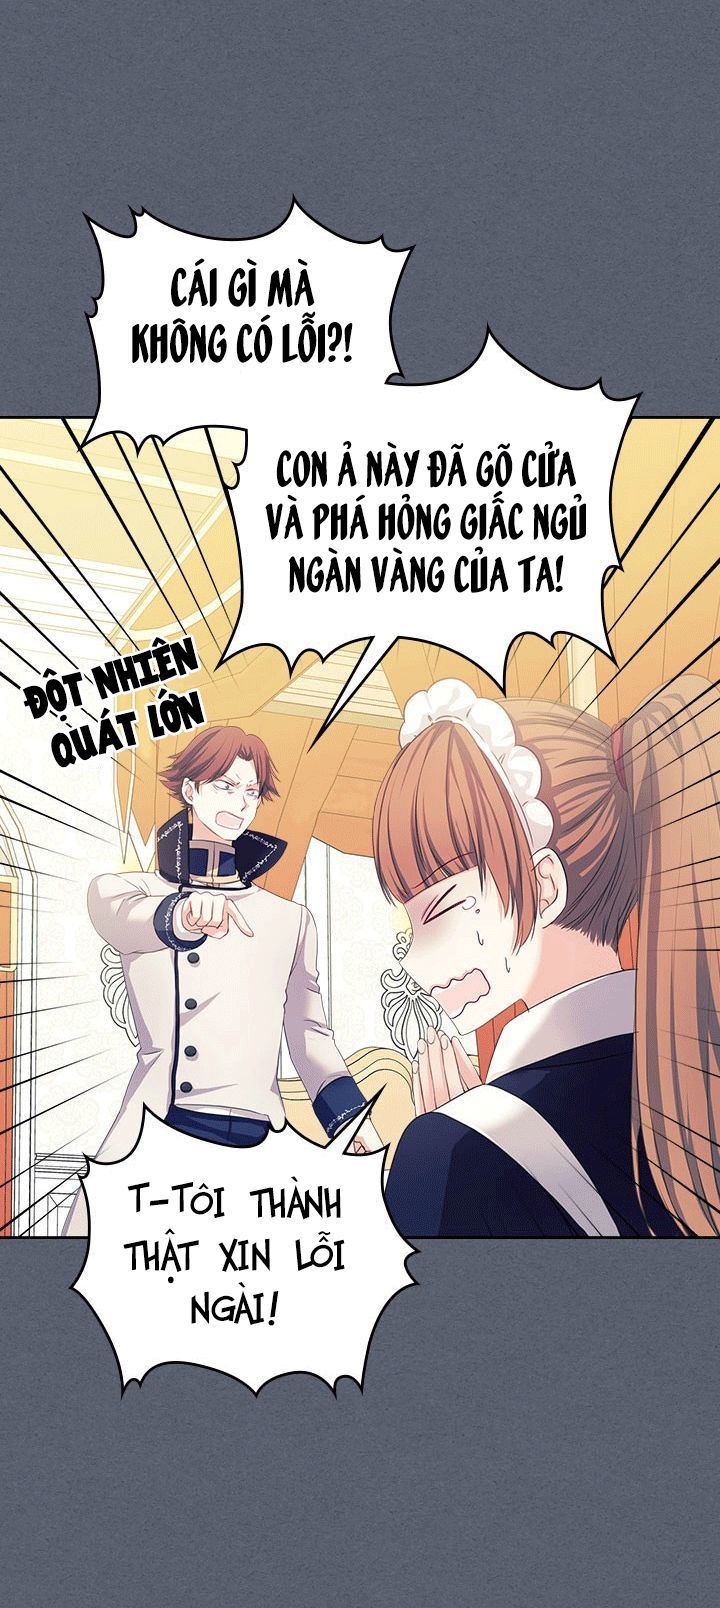 CÁI GÌ MÀ
KHÔNG CÓ LỖI?!
CON Ả NÀY ĐÃ GÕ CỬA
VÀ PHÁ HỎNG GIẤC NGỦ
NGÀN VÀNG CỦA TA!
ĐỘT NHIÊN
QUÁT LỚN
T-TÔI THÀNH
THẬT XIN LỖI
NGÀI!